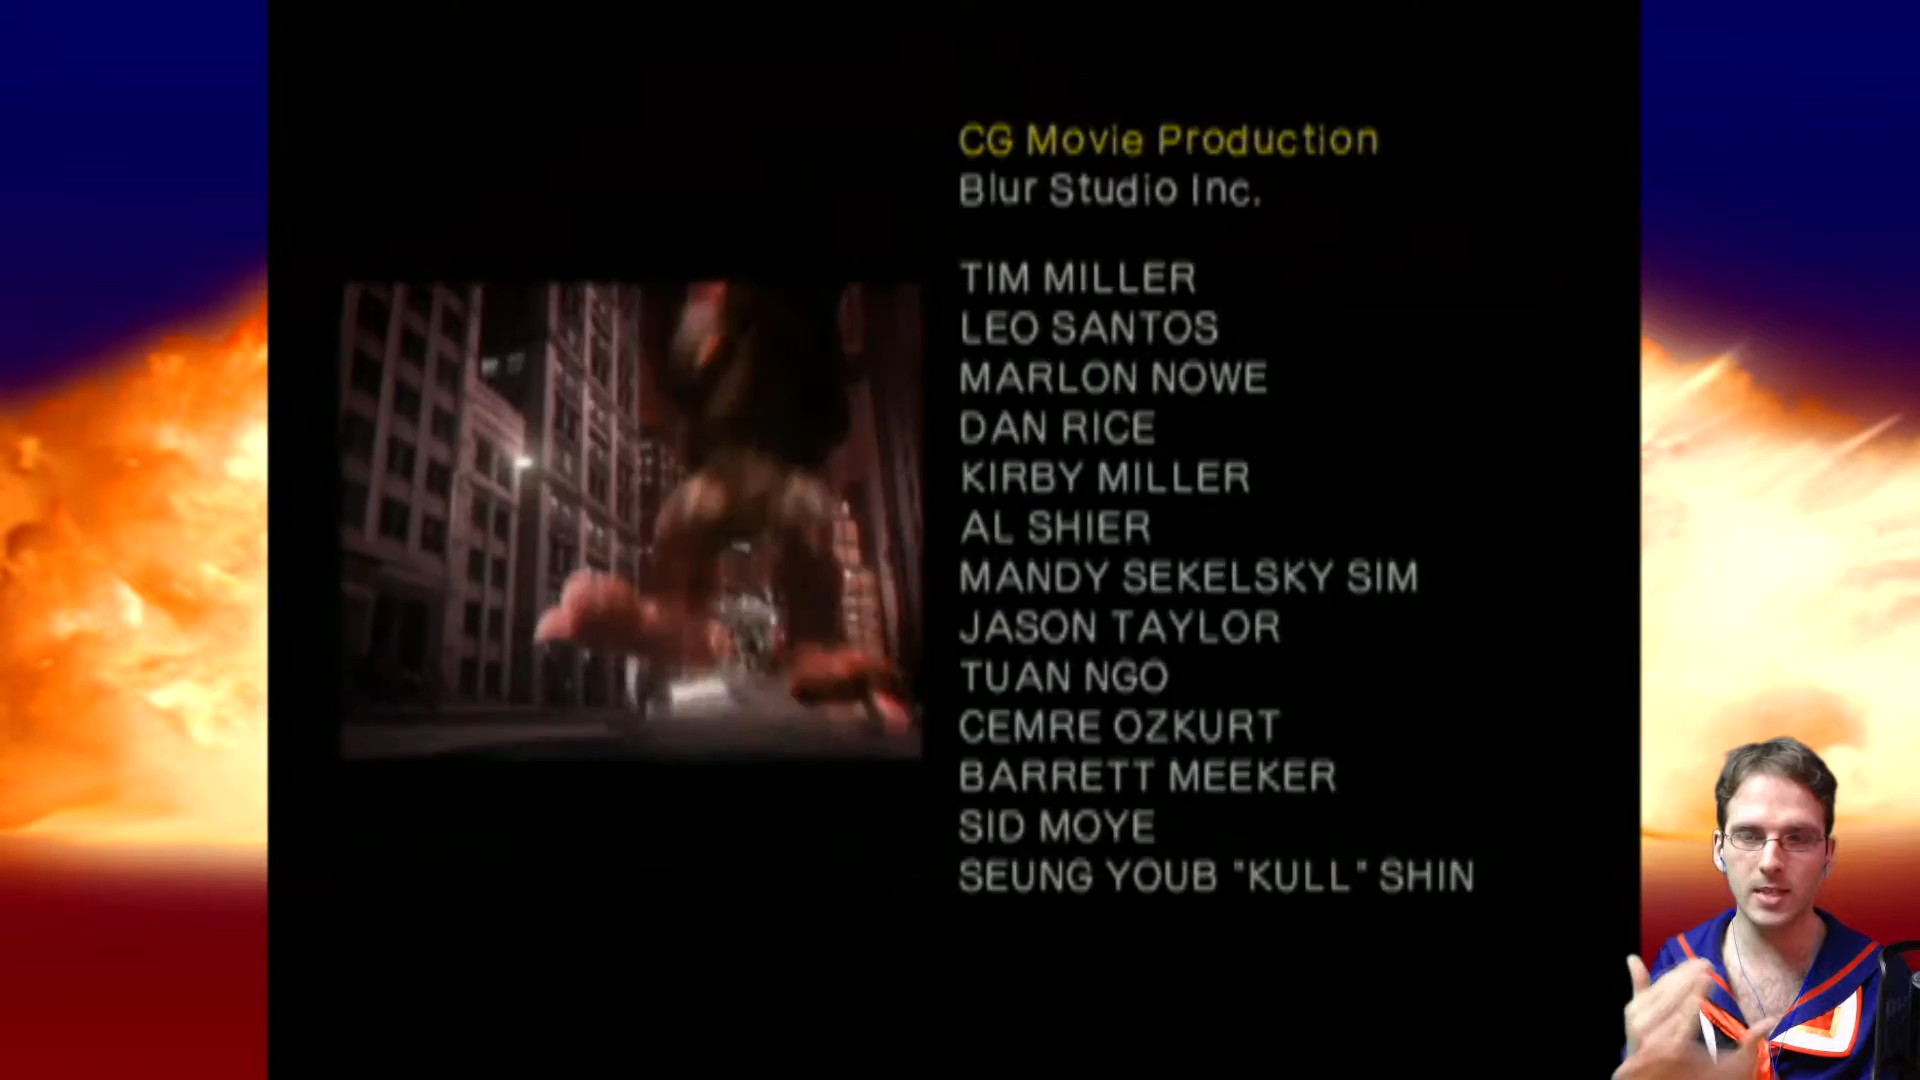 CG Movie Production
Blur Studio Inc.
TIM MILLER
LEO SANTOS
MARLON NOWE
DAN RICE
KIRBY MILLER
AL SHIER
MANDY SEKELSKY SIM
JASON TAYLOR
TUAN NGO
CEMRE OZKURT
BARRETT MEEKER
SID MOYE
SEUNG YOUB "KULL" SHIN